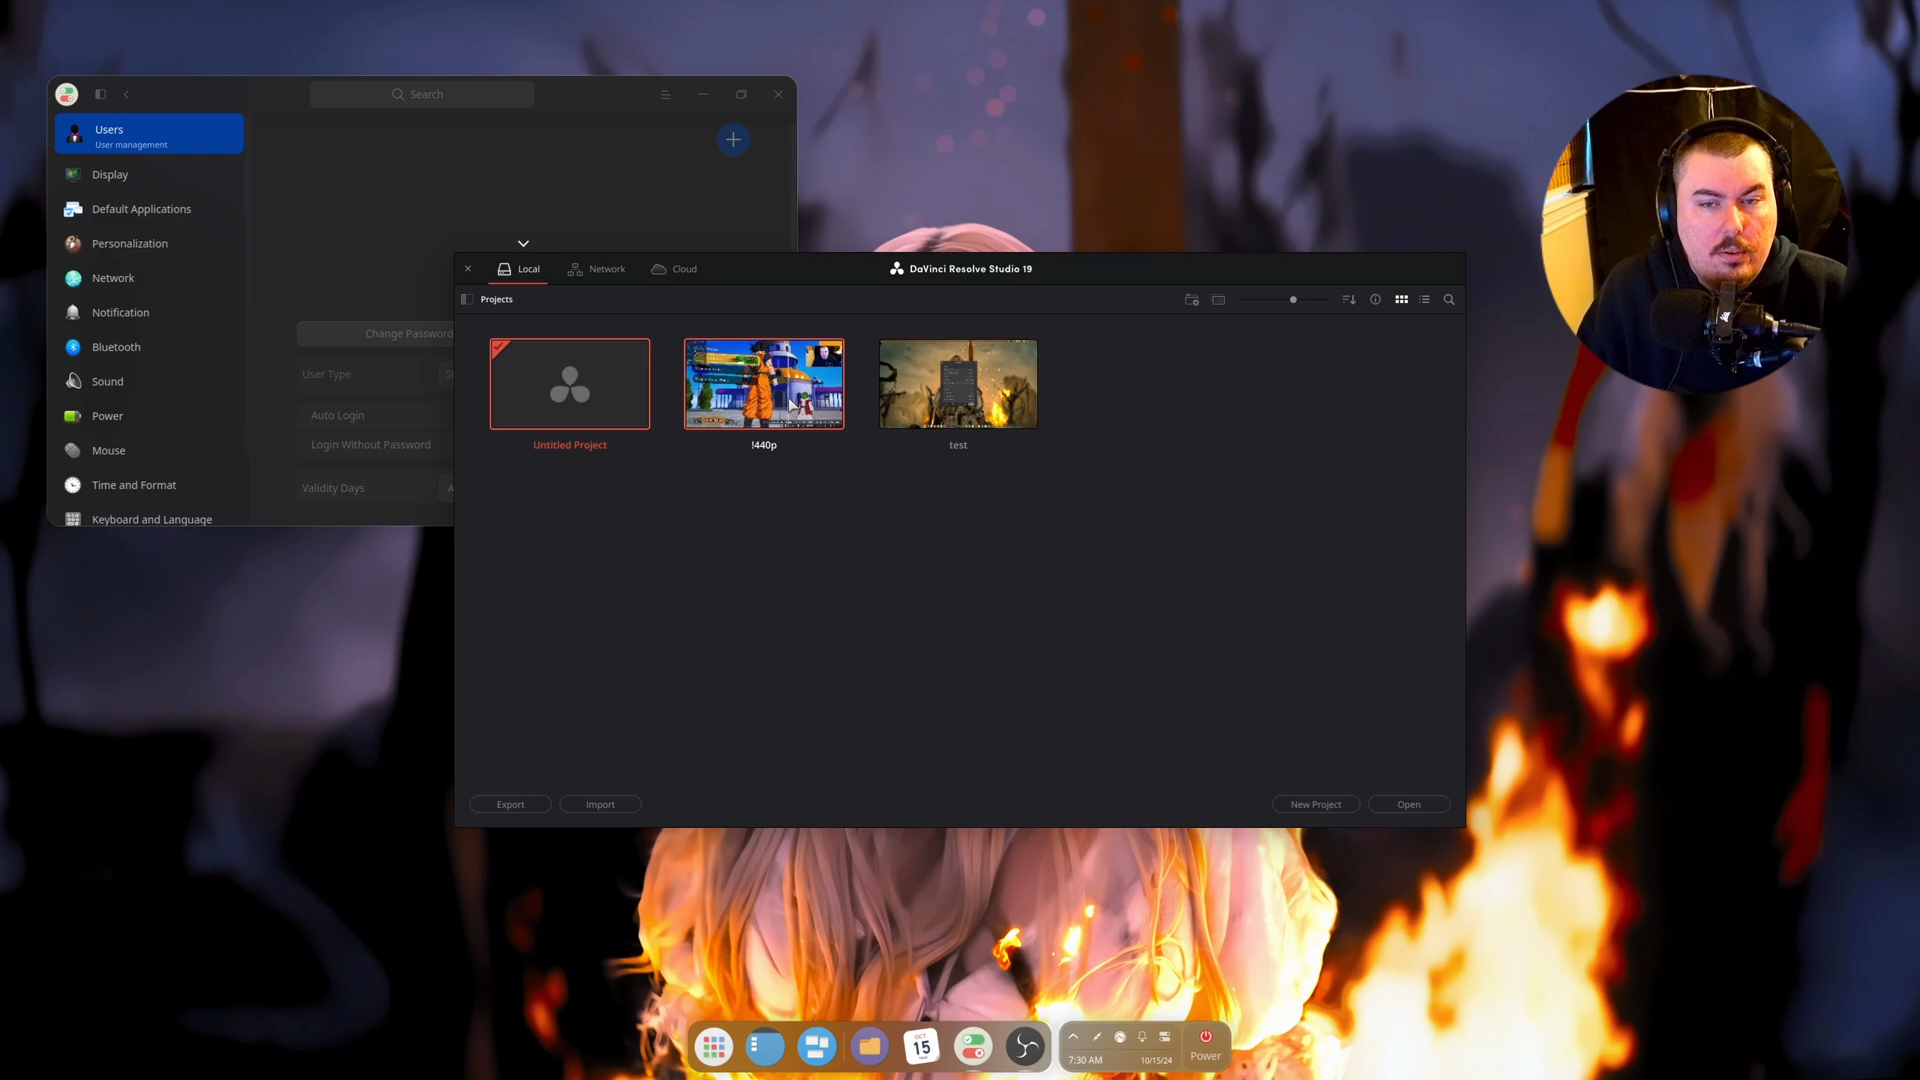 Search
Users
User management
Display
Default Applications
Personalization
Network
Notification
Bluetooth
Sound
Power
Mouse
Time and Format
Keyboard and Language
Change Password
User Type
Auto Login
Login Without Password
Validity Days
Local
Network
Cloud
DaVinci Resolve Studio 19
Projects
Untitled Project
!440p
test
Export
Import
New Project
Open
OCT
15
7:30 AM
10/15/24
Power